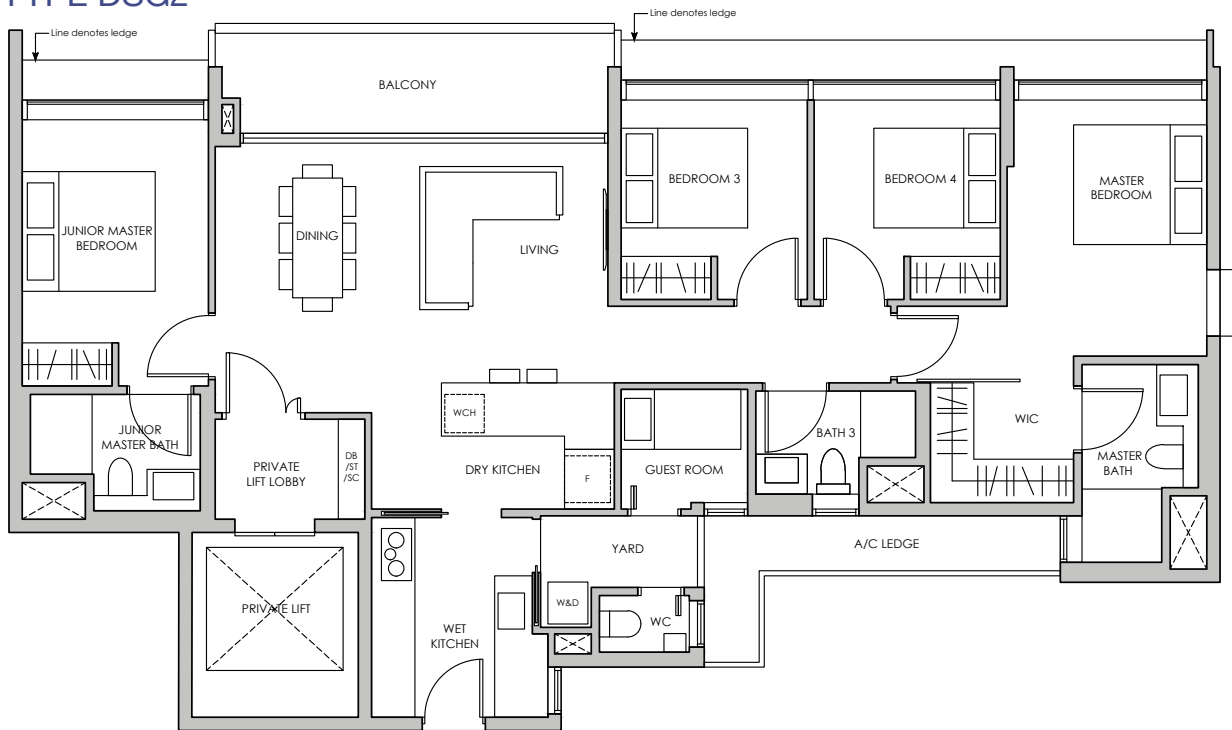 Line denotes ledge
Line denotes ledge
BALCONY
JUNIOR MASTER
BEDROOM
DINING
LIVING
BEDROOM 3
BEDROOM 4
MASTER
BEDROOM
JUNIOR
MASTER BATH
PRIVATE
LIFT LOBBY
DB
/ST
/SC
WCH
DRY KITCHEN
F
GUEST ROOM
BATH 3
WIC
MASTER
BATH
PRIVATE LIFT
WET
KITCHEN
YARD
W&D
WC
A/C LEDGE